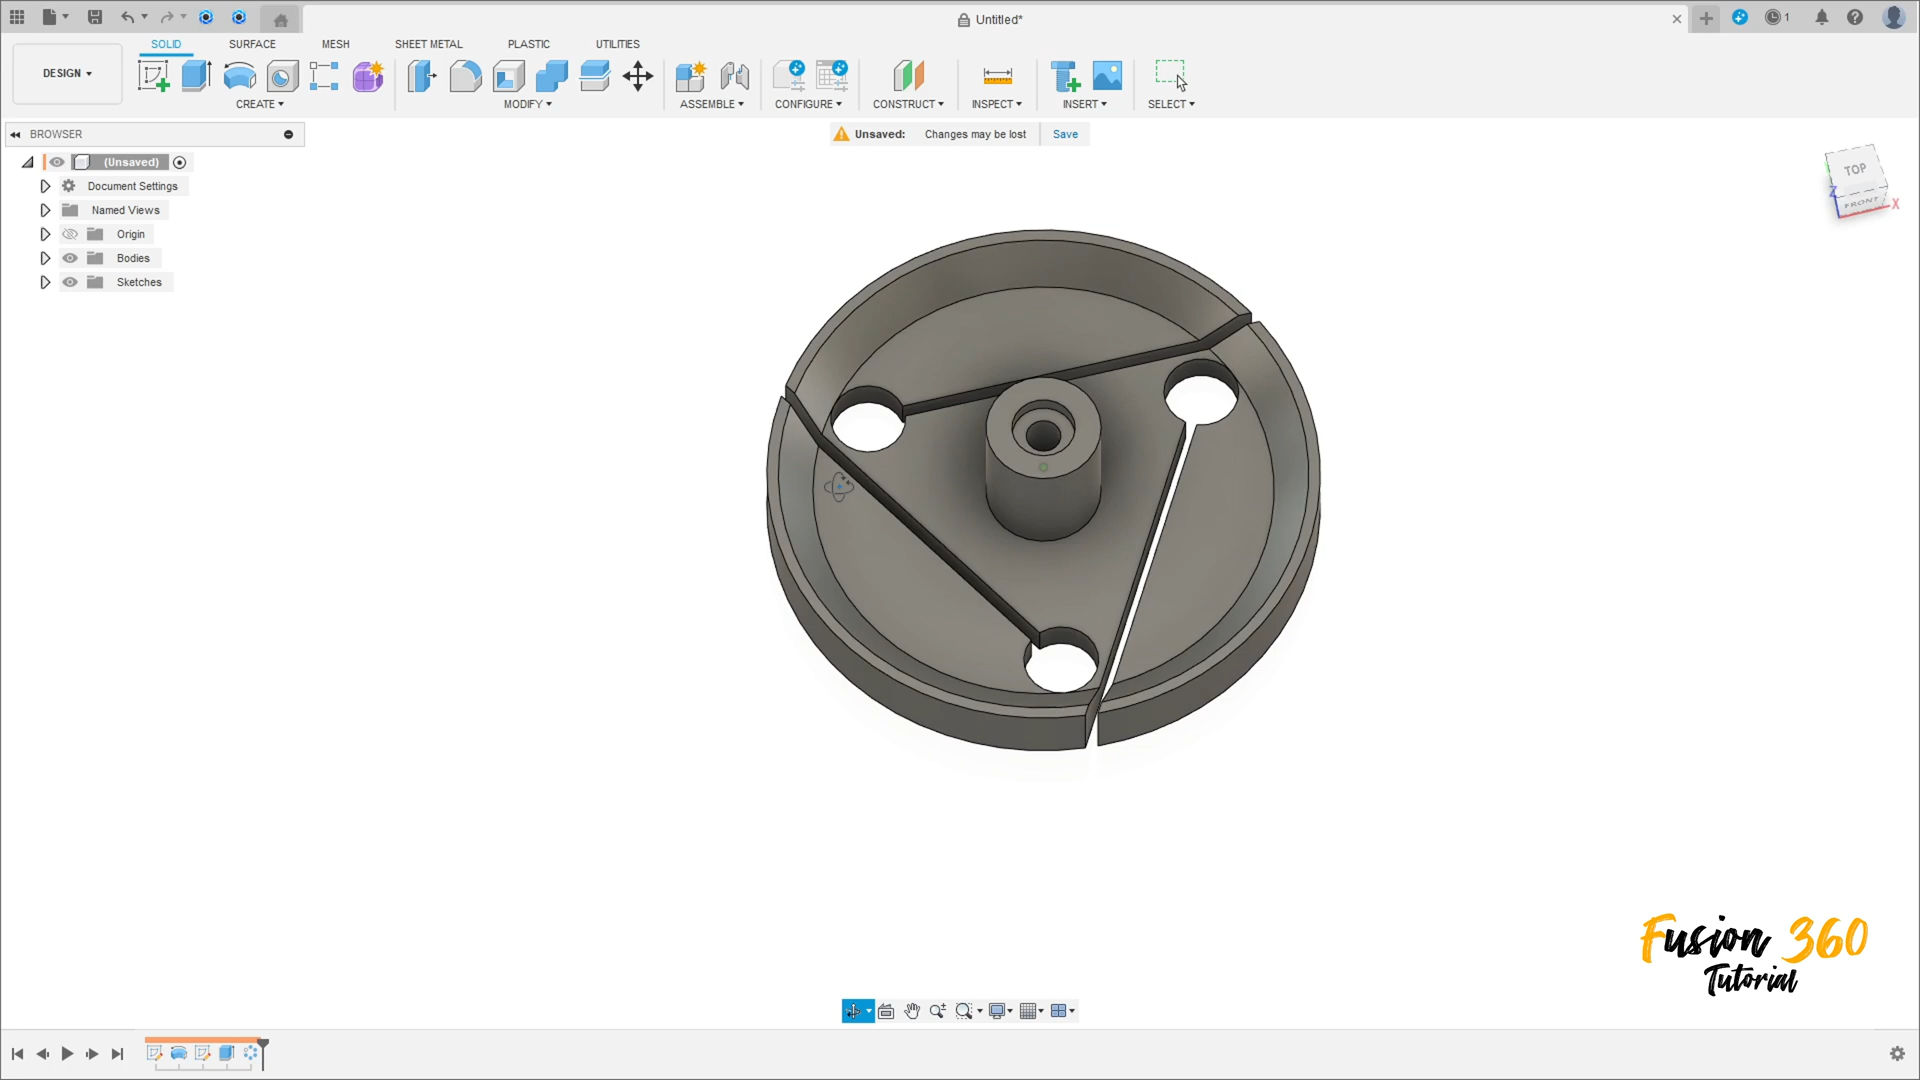 Untitled*
1
SOLID
SURFACE
MESH
SHEET METAL
PLASTIC
UTILITIES
DESIGN
CREATE
MODIFY
ASSEMBLE
CONFIGURE
CONSTRUCT
INSPECT
INSERT
SELECT
BROWSER
Unsaved: Changes may be lost
Save
(Unsaved)
Document Settings
Named Views
Origin
Bodies
Sketches
TOP
FRONT
Z
X
Fusion 360
Tutorial